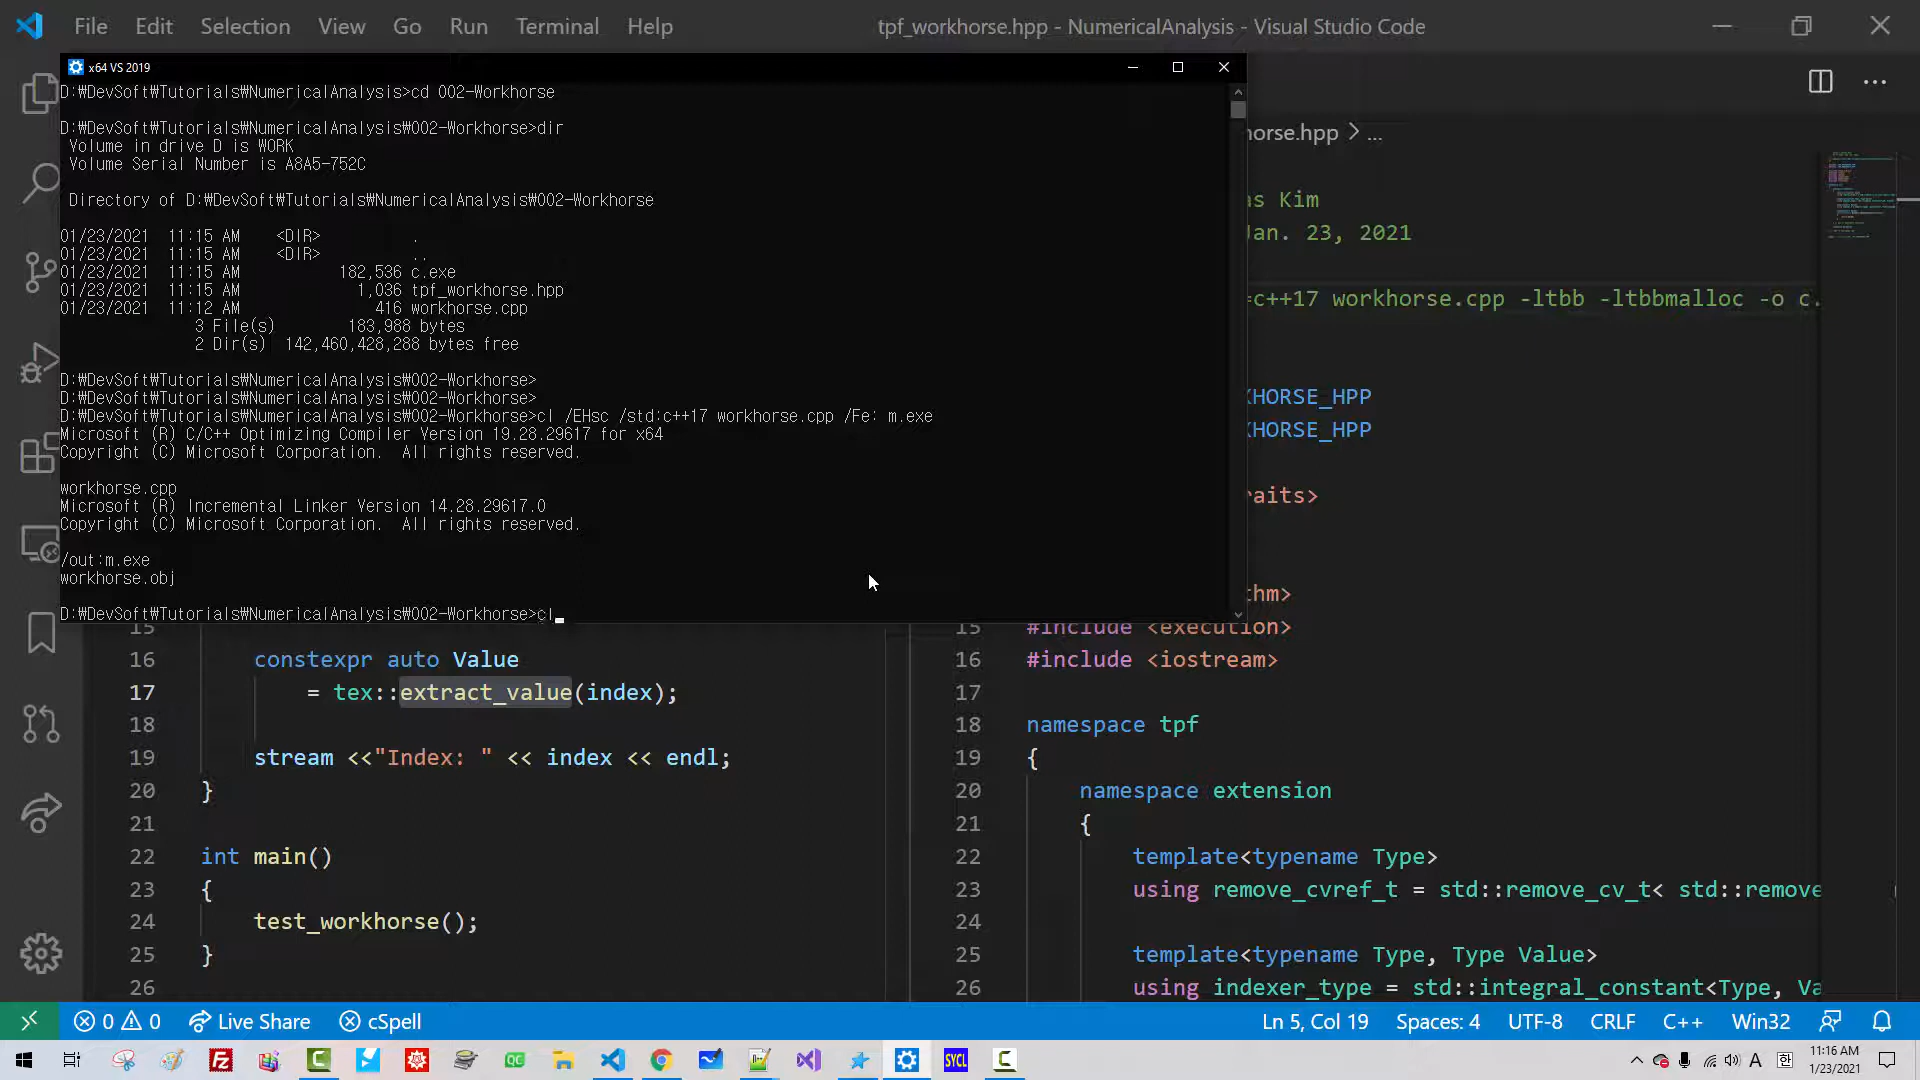 File Edit Selection View Go Run Terminal Help
tpf_workhorse.hpp - NumericalAnalysis - Visual Studio Code
x64 VS 2019
D:₩DevSoft₩Tutorials₩NumericalAnalysis>cd 002-Workhorse
D:₩DevSoft₩Tutorials₩NumericalAnalysis₩002-Workhorse>dir
Volume in drive D is WORK
Volume Serial Number is A8A5-752C
Directory of D:₩DevSoft₩Tutorials₩NumericalAnalysis₩002-Workhorse
01/23/2021 11:15 AM <DIR> .
01/23/2021 11:15 AM <DIR> ..
01/23/2021 11:15 AM 182,536 c.exe
01/23/2021 11:15 AM 1,036 tpf_workhorse.hpp
01/23/2021 11:12 AM 416 workhorse.cpp
3 File(s) 183,988 bytes
2 Dir(s) 142,460,428,288 bytes free
D:₩DevSoft₩Tutorials₩NumericalAnalysis₩002-Workhorse>
D:₩DevSoft₩Tutorials₩NumericalAnalysis₩002-Workhorse>
D:₩DevSoft₩Tutorials₩NumericalAnalysis₩002-Workhorse>cl /EHsc /std:c++17 workhorse.cpp /Fe: m.exe
Microsoft (R) C/C++ Optimizing Compiler Version 19.28.29617 for x64
Copyright (C) Microsoft Corporation. All rights reserved.
workhorse.cpp
Microsoft (R) Incremental Linker Version 14.28.29617.0
Copyright (C) Microsoft Corporation. All rights reserved.
/out:m.exe
workhorse.obj
D:₩DevSoft₩Tutorials₩NumericalAnalysis₩002-Workhorse>cl
15
16 constexpr auto Value
17 = tex::extract_value(index);
18
19 stream <<"Index: " << index << endl;
20 }
21
22 int main()
23 {
24 test_workhorse();
25 }
26
horse.hpp > ...
as Kim
Jan. 23, 2021
=c++17 workhorse.cpp -ltbb -ltbbmalloc -o c.
KHORSE_HPP
KHORSE_HPP
raits>
thm>
15 #include <execution>
16 #include <iostream>
17
18 namespace tpf
19 {
20 namespace extension
21 {
22 template<typename Type>
23 using remove_cvref_t = std::remove_cv_t< std::remove
24
25 template<typename Type, Type Value>
26 using indexer_type = std::integral_constant<Type, Va
0 0 Live Share cSpell
Ln 5, Col 19 Spaces: 4 UTF-8 CRLF C++ Win32
QC SYCL A 한
11:16 AM
1/23/2021